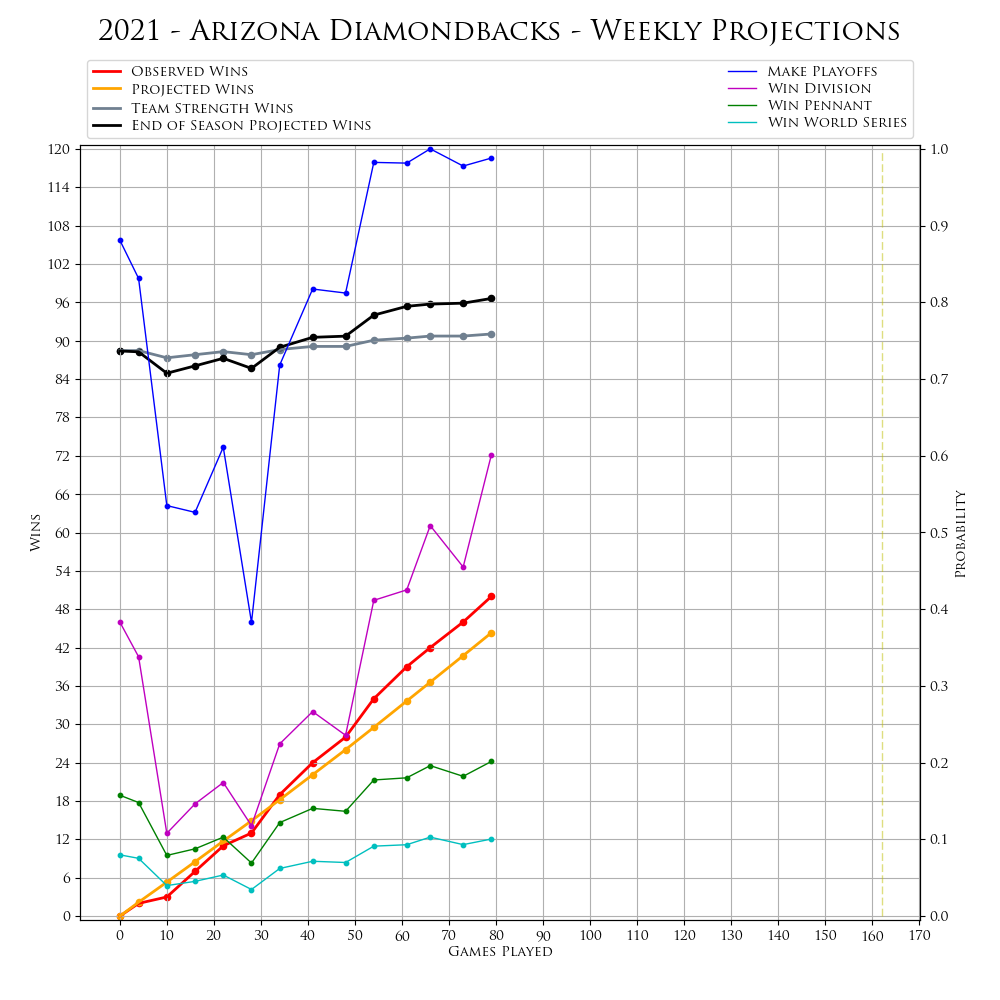 2021 - Arizona Diamondbacks - Weekly Projections
Observed Wins
Projected Wins
Team Strength Wins
End of Season Projected Wins
Make Playoffs
Win Division
Win Pennant
Win World Series
120
114
108
102
96
90
84
78
72
66
60
54
48
42
36
30
24
18
12
6
0
Wins
1.0
0.9
0.8
0.7
0.6
0.5
0.4
0.3
0.2
0.1
0.0
Probability
0 10 20 30 40 50 60 70 80 90 100 110 120 130 140 150 160 170
Games Played